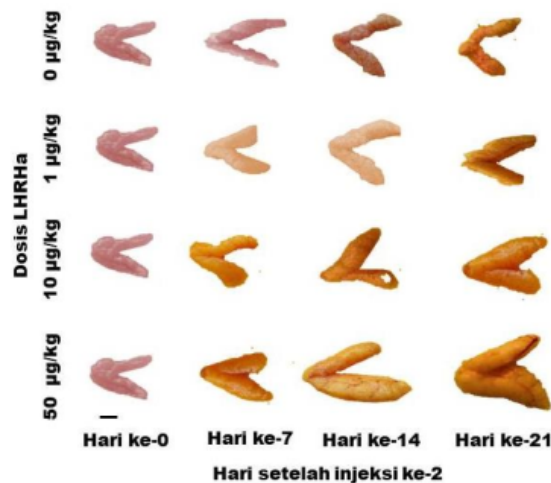 0 µg/kg
1 µg/kg
10 µg/kg
50 µg/kg
Dosis LHRHa
Hari ke-0 Hari ke-7 Hari ke-14 Hari ke-21
Hari setelah injeksi ke-2